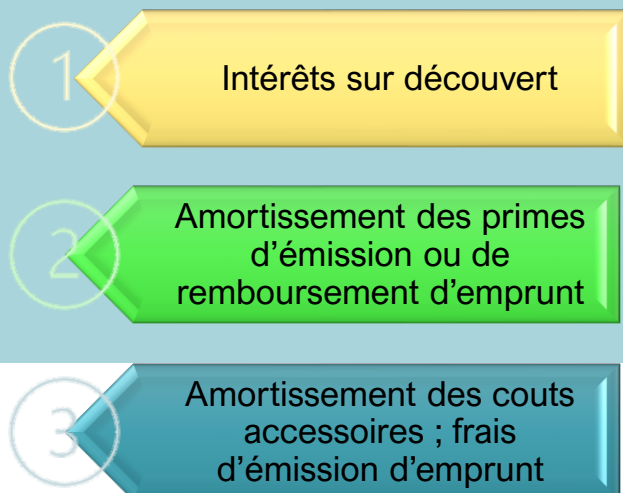 1
Intérêts sur découvert
2
Amortissement des primes
d’émission ou de
remboursement d’emprunt
3
Amortissement des couts
accessoires ; frais
d’émission d’emprunt